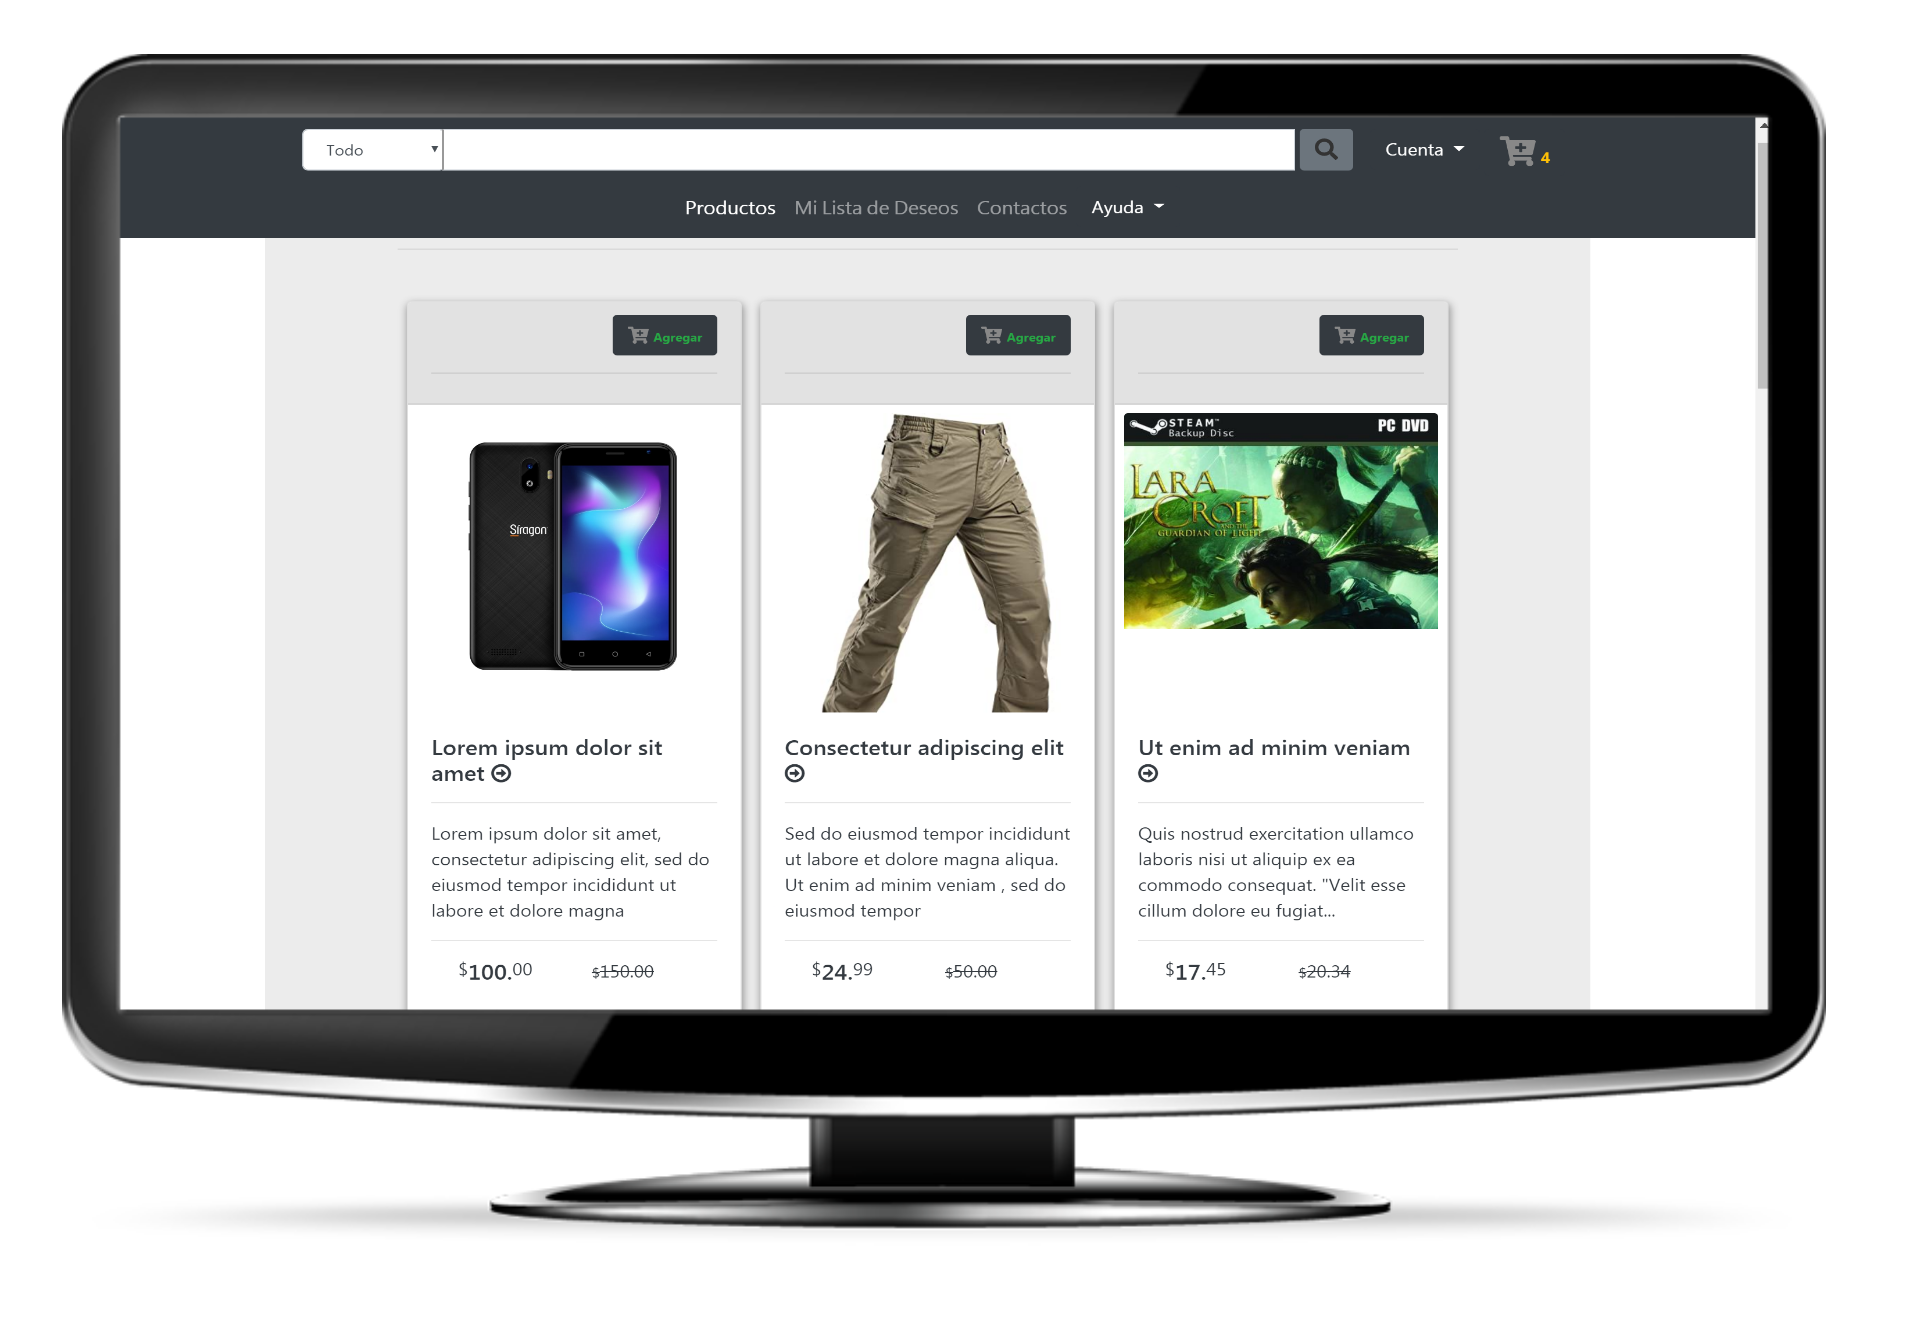 Todo
Cuenta
4
Productos Mi Lista de Deseos Contactos Ayuda
Agregar
Agregar
Agregar
Síragon
STEAM™
Backup Disc
PC DVD
LARA
CROFT
AND THE
GUARDIAN OF LIGHT
Lorem ipsum dolor sit
amet
Lorem ipsum dolor sit amet,
consectetur adipiscing elit, sed do
eiusmod tempor incididunt ut
labore et dolore magna
$100.00 $150.00
Consectetur adipiscing elit
Sed do eiusmod tempor incididunt
ut labore et dolore magna aliqua.
Ut enim ad minim veniam , sed do
eiusmod tempor
$24.99 $50.00
Ut enim ad minim veniam
Quis nostrud exercitation ullamco
laboris nisi ut aliquip ex ea
commodo consequat. "Velit esse
cillum dolore eu fugiat...
$17.45 $20.34